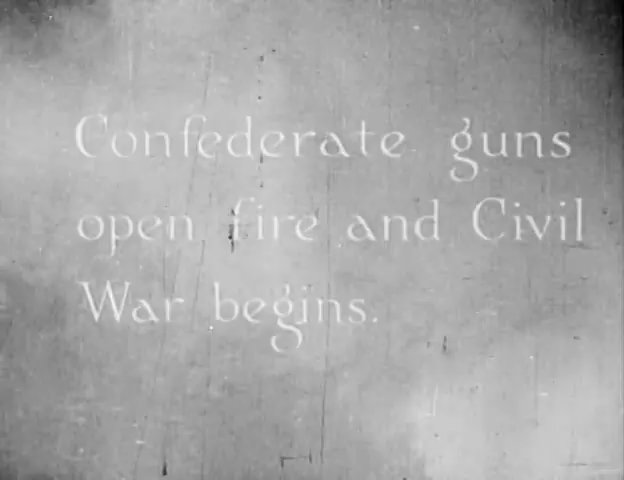 Confederate guns
open fire and Civil
War begins.